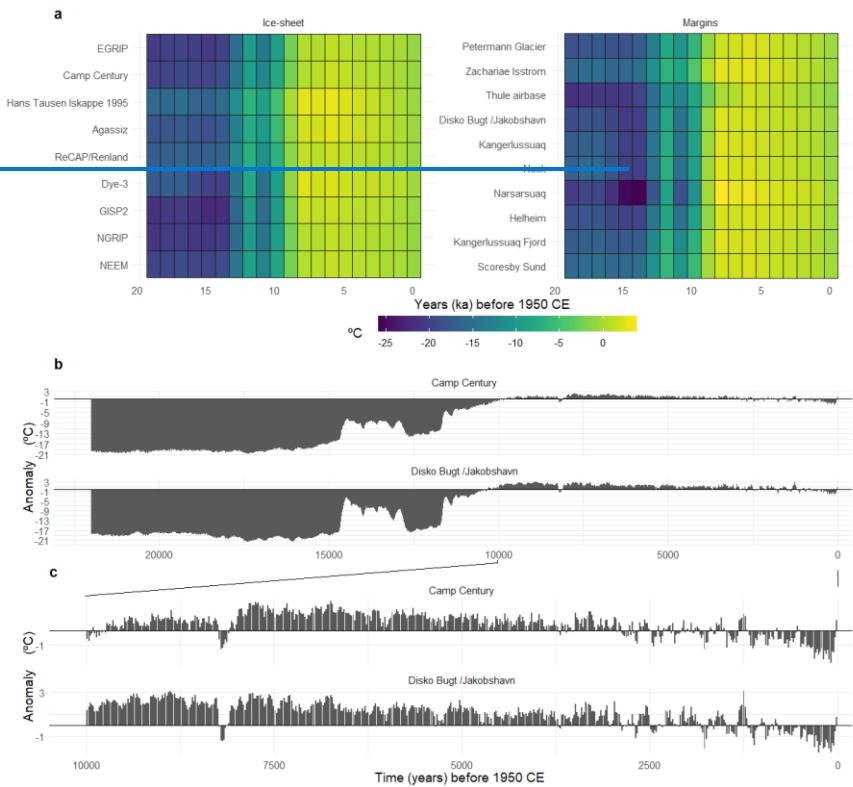 a
Ice-sheet
Margins
EGRIP
Camp Century
Hans Tausen Iskappe 1995
Agassiz
ReCAP/Renland
Dye-3
GISP2
NGRIP
NEEM
Petermann Glacier
Zachariae Isstrom
Thule airbase
Disko Bugt /Jakobshavn
Kangerlussuaq
Narsarsuaq
Helheim
Kangerlussuaq Fjord
Scoresby Sund
20 15 10 5 0
20 15 10 5 0
Years (ka) before 1950 CE
ºC
-25 -20 -15 -10 -5 0
b
Camp Century
3
-1
-5
-9
-13
-17
-21
Disko Bugt /Jakobshavn
3
-1
-5
-9
-13
-17
-21
Anomaly (ºC)
20000 15000 10000 5000 0
c
Camp Century
-1
Disko Bugt /Jakobshavn
3
-1
Anomaly (ºC)
10000 7500 5000 2500 0
Time (years) before 1950 CE